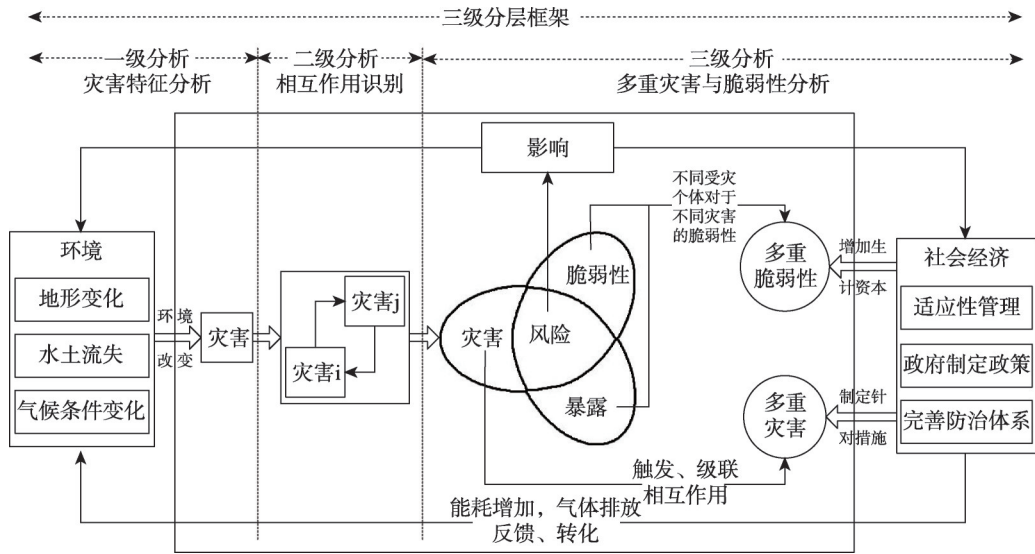 三级分层框架
一级分析
灾害特征分析
二级分析
相互作用识别
三级分析
多重灾害与脆弱性分析
影响
不同受灾
个体对于
不同灾害
的脆弱性
环境
地形变化
水土流失
气候条件变化
环境
改变
灾害
灾害j
灾害i
灾害
脆弱性
风险
暴露
多重
脆弱性
多重
灾害
增加生
计资本
制定针
对措施
社会经济
适应性管理
政府制定政策
完善防治体系
触发、级联
相互作用
能耗增加，气体排放
反馈、转化